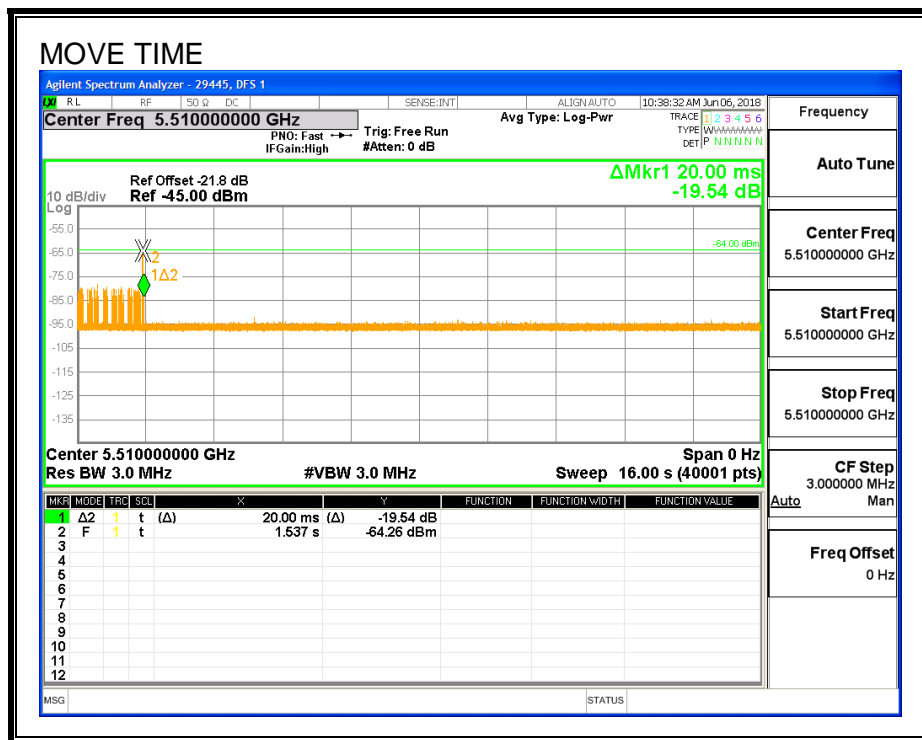 MOVE TIME
Agilent Spectrum Analyzer - 29445, DFS 1
LXI RL RF 50 Ω DC SENSE:INT ALIGN AUTO 10:38:32 AM Jun 06, 2018
Center Freq 5.510000000 GHz Avg Type: Log-Pwr TRACE 1 2 3 4 5 6
PNO: Fast Trig: Free Run TYPE
IFGain:High #Atten: 0 dB DET P N N N N N
ΔMkr1 20.00 ms
Ref Offset -21.8 dB
10 dB/div Ref -45.00 dBm -19.54 dB
Log
-55.0
-64.00 dBm
-65.0
2
-75.0
1Δ2
-85.0
-95.0
-105
-115
-125
-135
Center 5.510000000 GHz Span 0 Hz
Res BW 3.0 MHz #VBW 3.0 MHz Sweep 16.00 s (40001 pts)
MKR MODE TRC SCL X Y FUNCTION FUNCTION WIDTH FUNCTION VALUE
1 Δ2 1 t (Δ) 20.00 ms (Δ) -19.54 dB
2 F 1 t 1.537 s -64.26 dBm
3
4
5
6
7
8
9
10
11
12
MSG STATUS
Frequency
Auto Tune
Center Freq
5.510000000 GHz
Start Freq
5.510000000 GHz
Stop Freq
5.510000000 GHz
CF Step
3.000000 MHz
Auto Man
Freq Offset
0 Hz